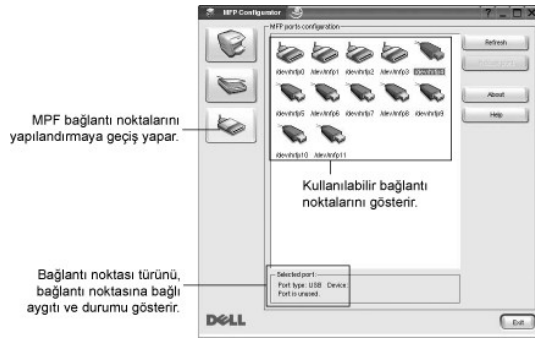 MFP Configurator
MFP ports configuration
/dev/mfp0 /dev/mfp1 /dev/mfp2 /dev/mfp3 /dev/mfp4
/dev/mfp5 /dev/mfp6 /dev/mfp7 /dev/mfp8 /dev/mfp9
/dev/mfp10 /dev/mfp11
Refresh
About
Help
MPF bağlantı noktalarını
yapılandırmaya geçiş yapar.
Kullanılabilir bağlantı
noktalarını gösterir.
Bağlantı noktası türünü,
bağlantı noktasına bağlı
aygıtı ve durumu gösterir.
Selected port
Port type: USB Device:
Port is unused.
DELL
Exit